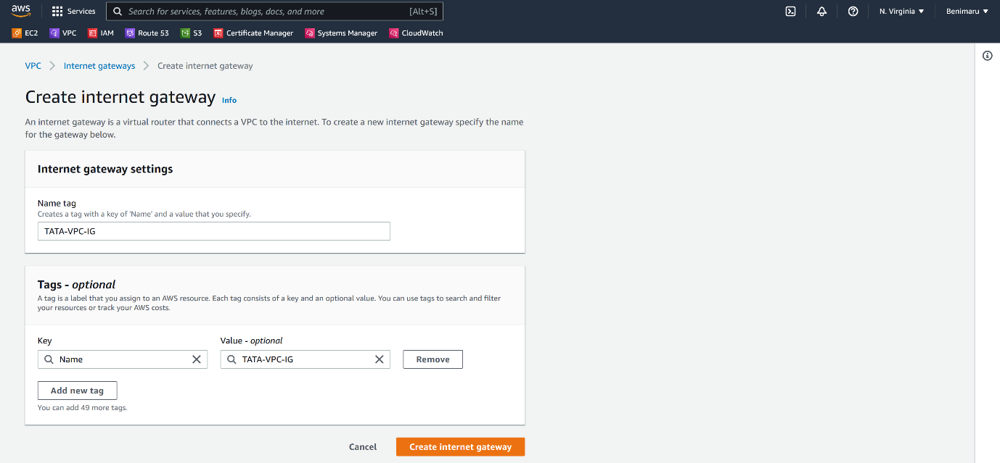 aws Services Search for services, features, blogs, docs, and more [Alt+S] N. Virginia Benimaru
EC2 VPC IAM Route 53 S3 Certificate Manager Systems Manager CloudWatch
VPC Internet gateways Create internet gateway
Create internet gateway Info
An internet gateway is a virtual router that connects a VPC to the internet. To create a new internet gateway specify the name
for the gateway below.
Internet gateway settings
Name tag
Creates a tag with a key of 'Name' and a value that you specify.
TATA-VPC-IG
Tags - optional
A tag is a label that you assign to an AWS resource. Each tag consists of a key and an optional value. You can use tags to search and filter
your resources or track your AWS costs.
Key Value - optional
Name TATA-VPC-IG Remove
Add new tag
You can add 49 more tags.
Cancel Create internet gateway